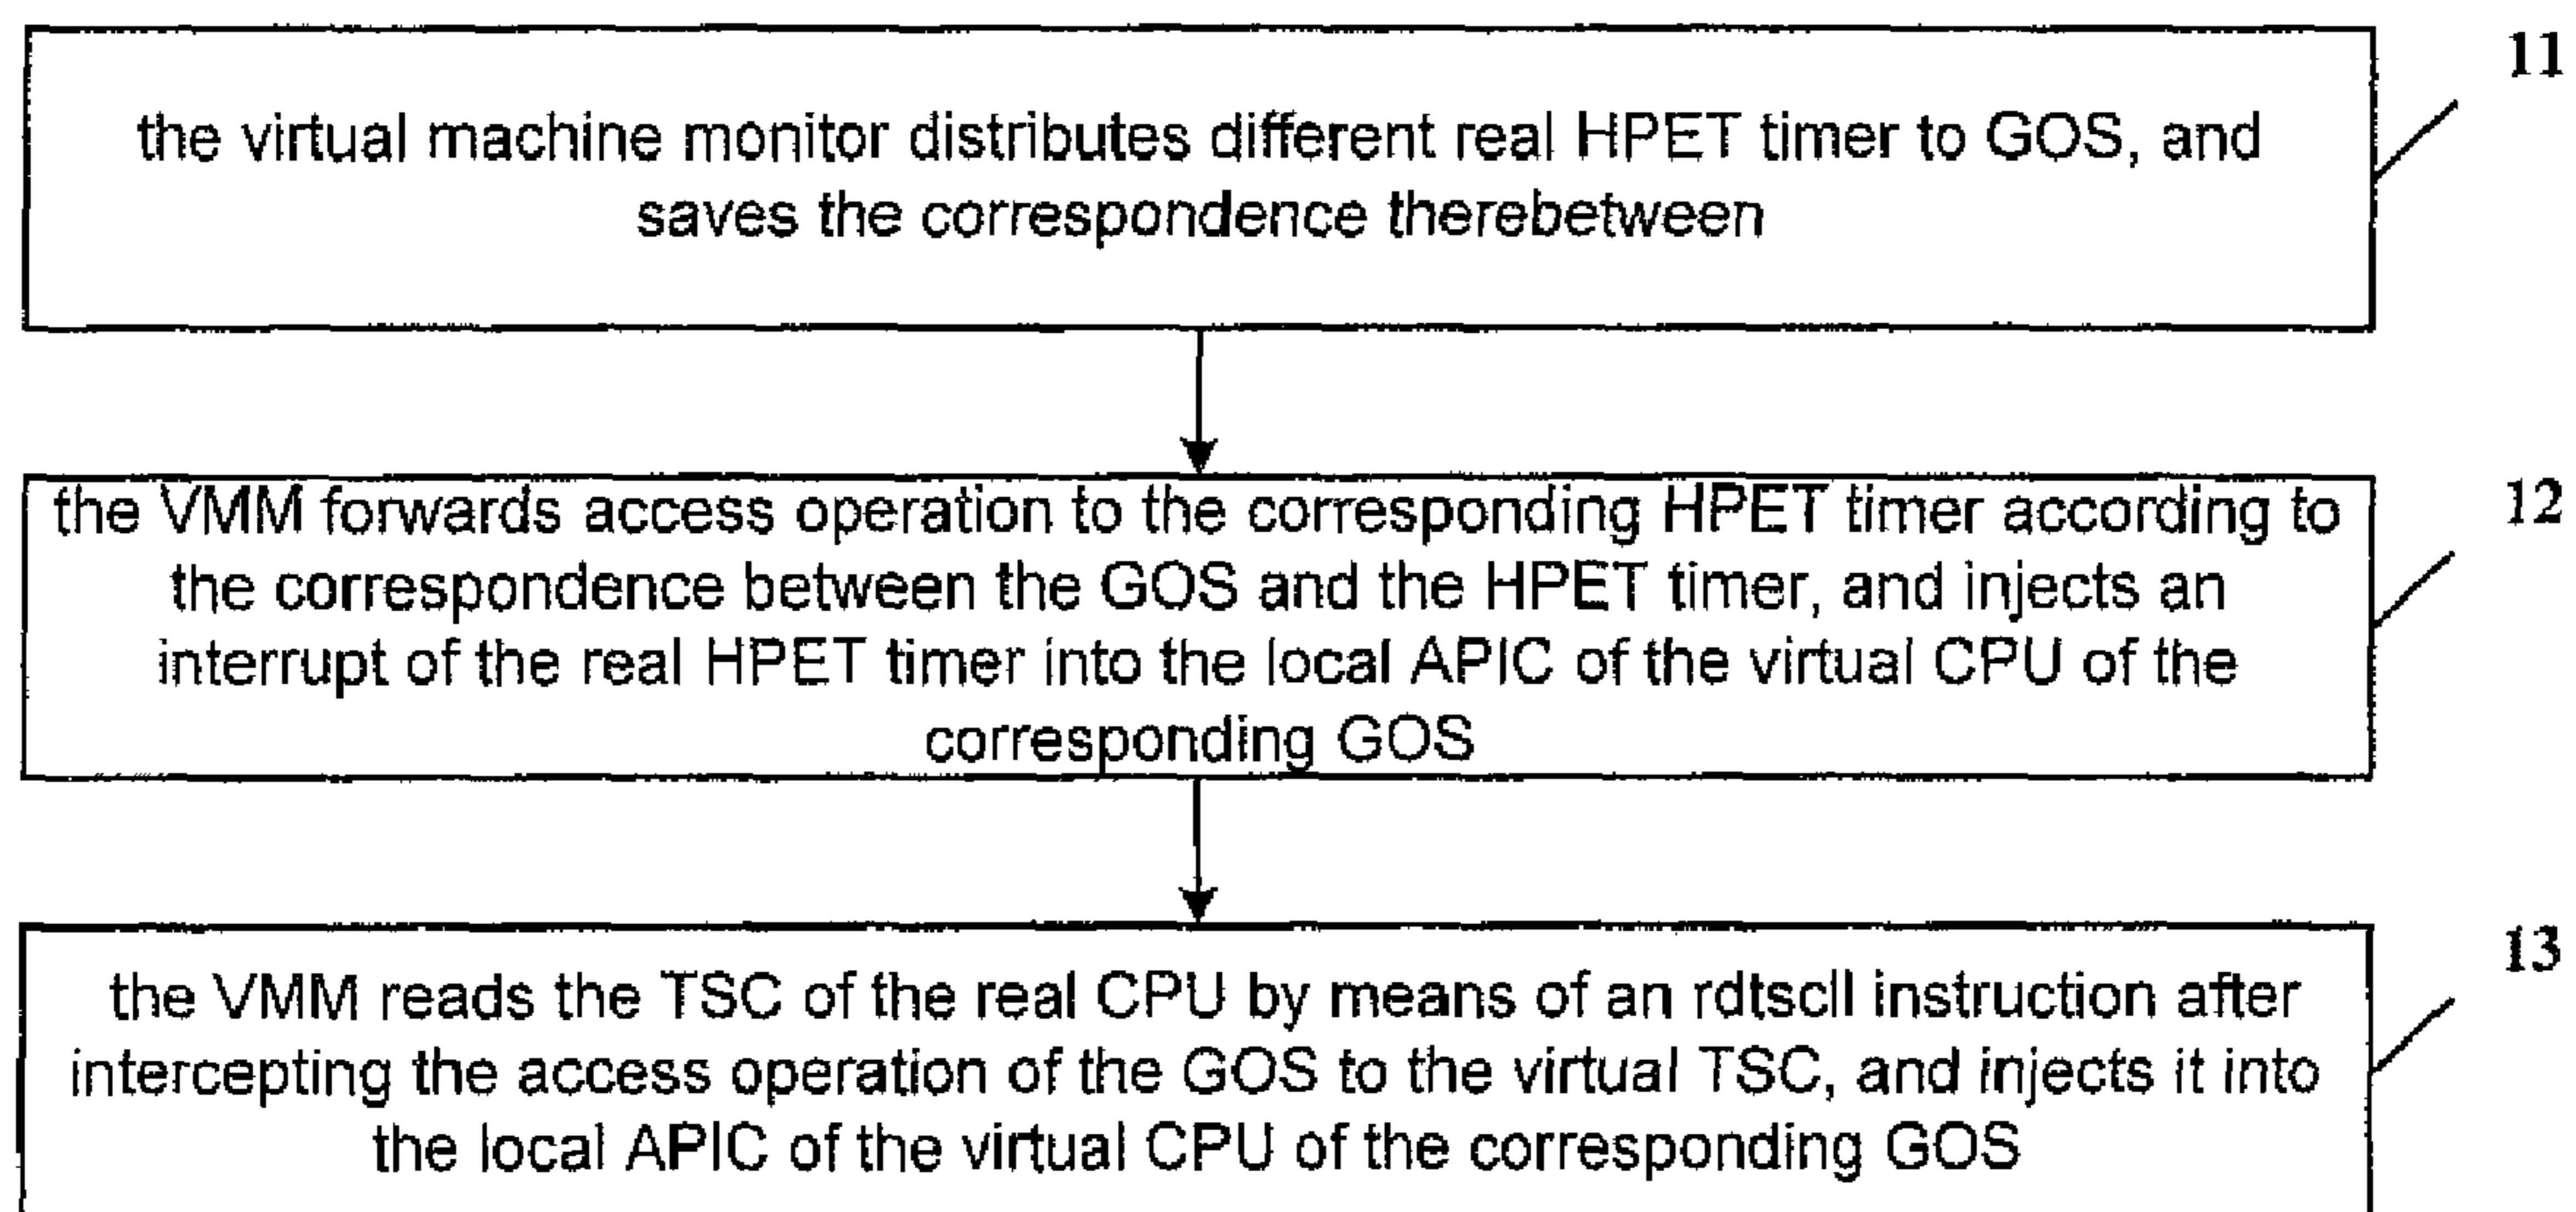 11
the virtual machine monitor distributes different real HPET timer to GOS, and
saves the correspondence therebetween
12
the VMM forwards access operation to the corresponding HPET timer according to
the correspondence between the GOS and the HPET timer, and injects an
interrupt of the real HPET timer into the local APIC of the virtual CPU of the
corresponding GOS
13
the VMM reads the TSC of the real CPU by means of an rdtscll instruction after
intercepting the access operation of the GOS to the virtual TSC, and injects it into
the local APIC of the virtual CPU of the corresponding GOS